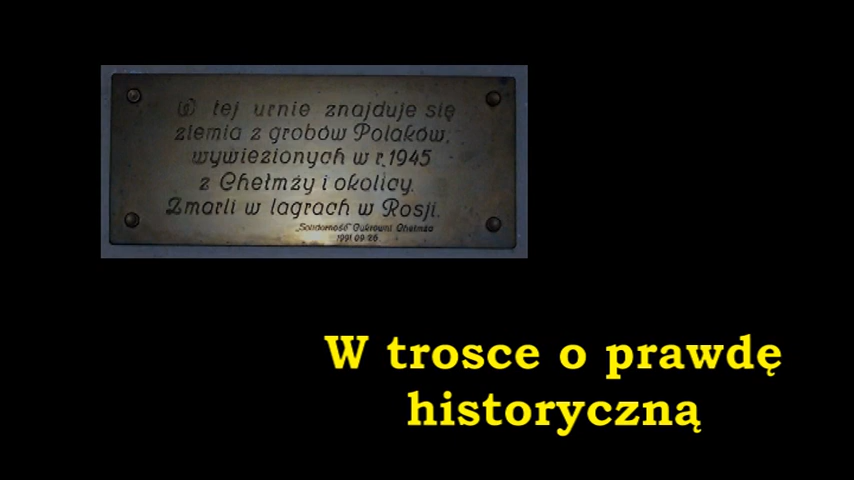 W tej urnie znajduje się
ziemia z grobów Polaków,
wywiezionych w r. 1945
z Chełmży i okolicy.
Zmarli w łagrach w Rosji.
„Solidarność” Cukrowni Chełmża
1991 09 26
W trosce o prawdę
historyczną